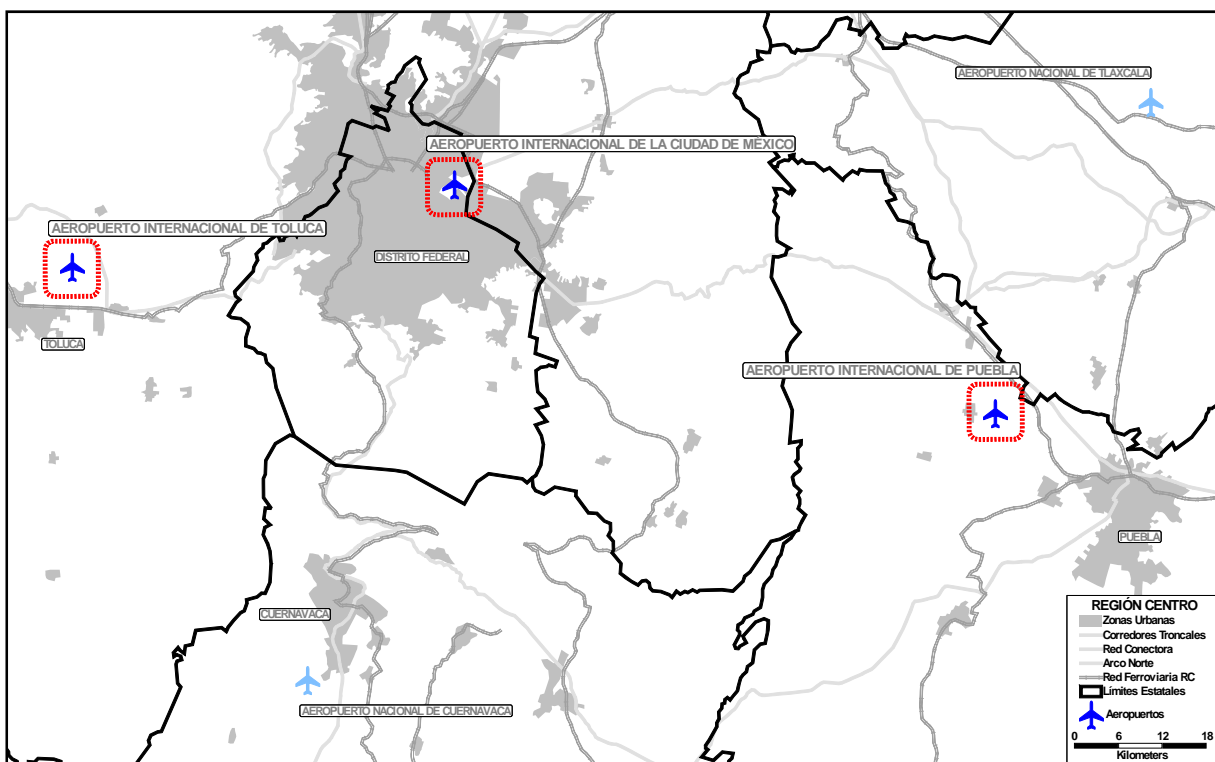 AEROPUERTO NACIONAL DE TLAXCALA
AEROPUERTO INTERNACIONAL DE LA CIUDAD DE MÉXICO
AEROPUERTO INTERNACIONAL DE TOLUCA
DISTRITO FEDERAL
TOLUCA
AEROPUERTO INTERNACIONAL DE PUEBLA
PUEBLA
CUERNAVACA
AEROPUERTO NACIONAL DE CUERNAVACA
REGIÓN CENTRO
Zonas Urbanas
Corredores Troncales
Red Conectora
Arco Norte
Red Ferroviaria RC
Límites Estatales
Aeropuertos
0 6 12 18
Kilometers